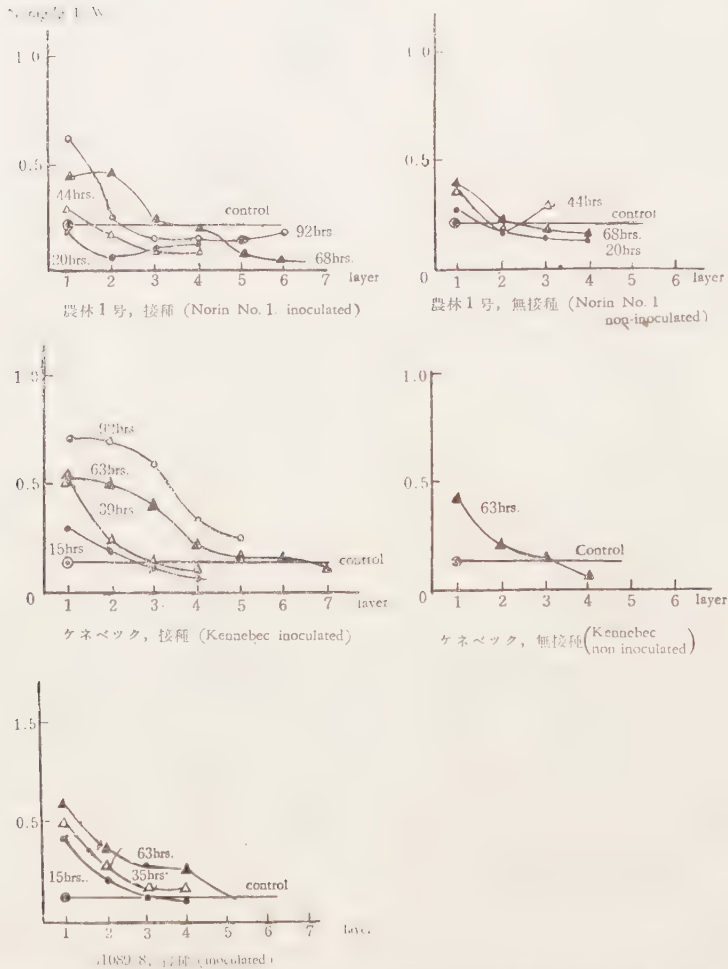 1.0
0.5
0
44hrs.
20hrs.
control
92hrs
68hrs.
1 2 3 4 5 6 7 layer
農林1号, 接種 (Norin No. 1. inoculated)
1.0
0.5
0
44hrs
control
68hrs.
20hrs
1 2 3 4 5 6 layer
農林1号, 無接種 (Norin No. 1
non-inoculated)
1.0
0.5
0
92hrs
63hrs.
39hrs
15hrs
control
1 2 3 4 5 6 7 layer
ケネベック, 接種 (Kennebec inoculated)
1.0
0.5
0
63hrs.
Control
1 2 3 4 5 6
ケネベック, 無接種 (Kennebec
non inoculated)
1.5
0.5
63hrs.
35hrs
15hrs..
control
1 2 3 4 5 6 7
(inoculated)